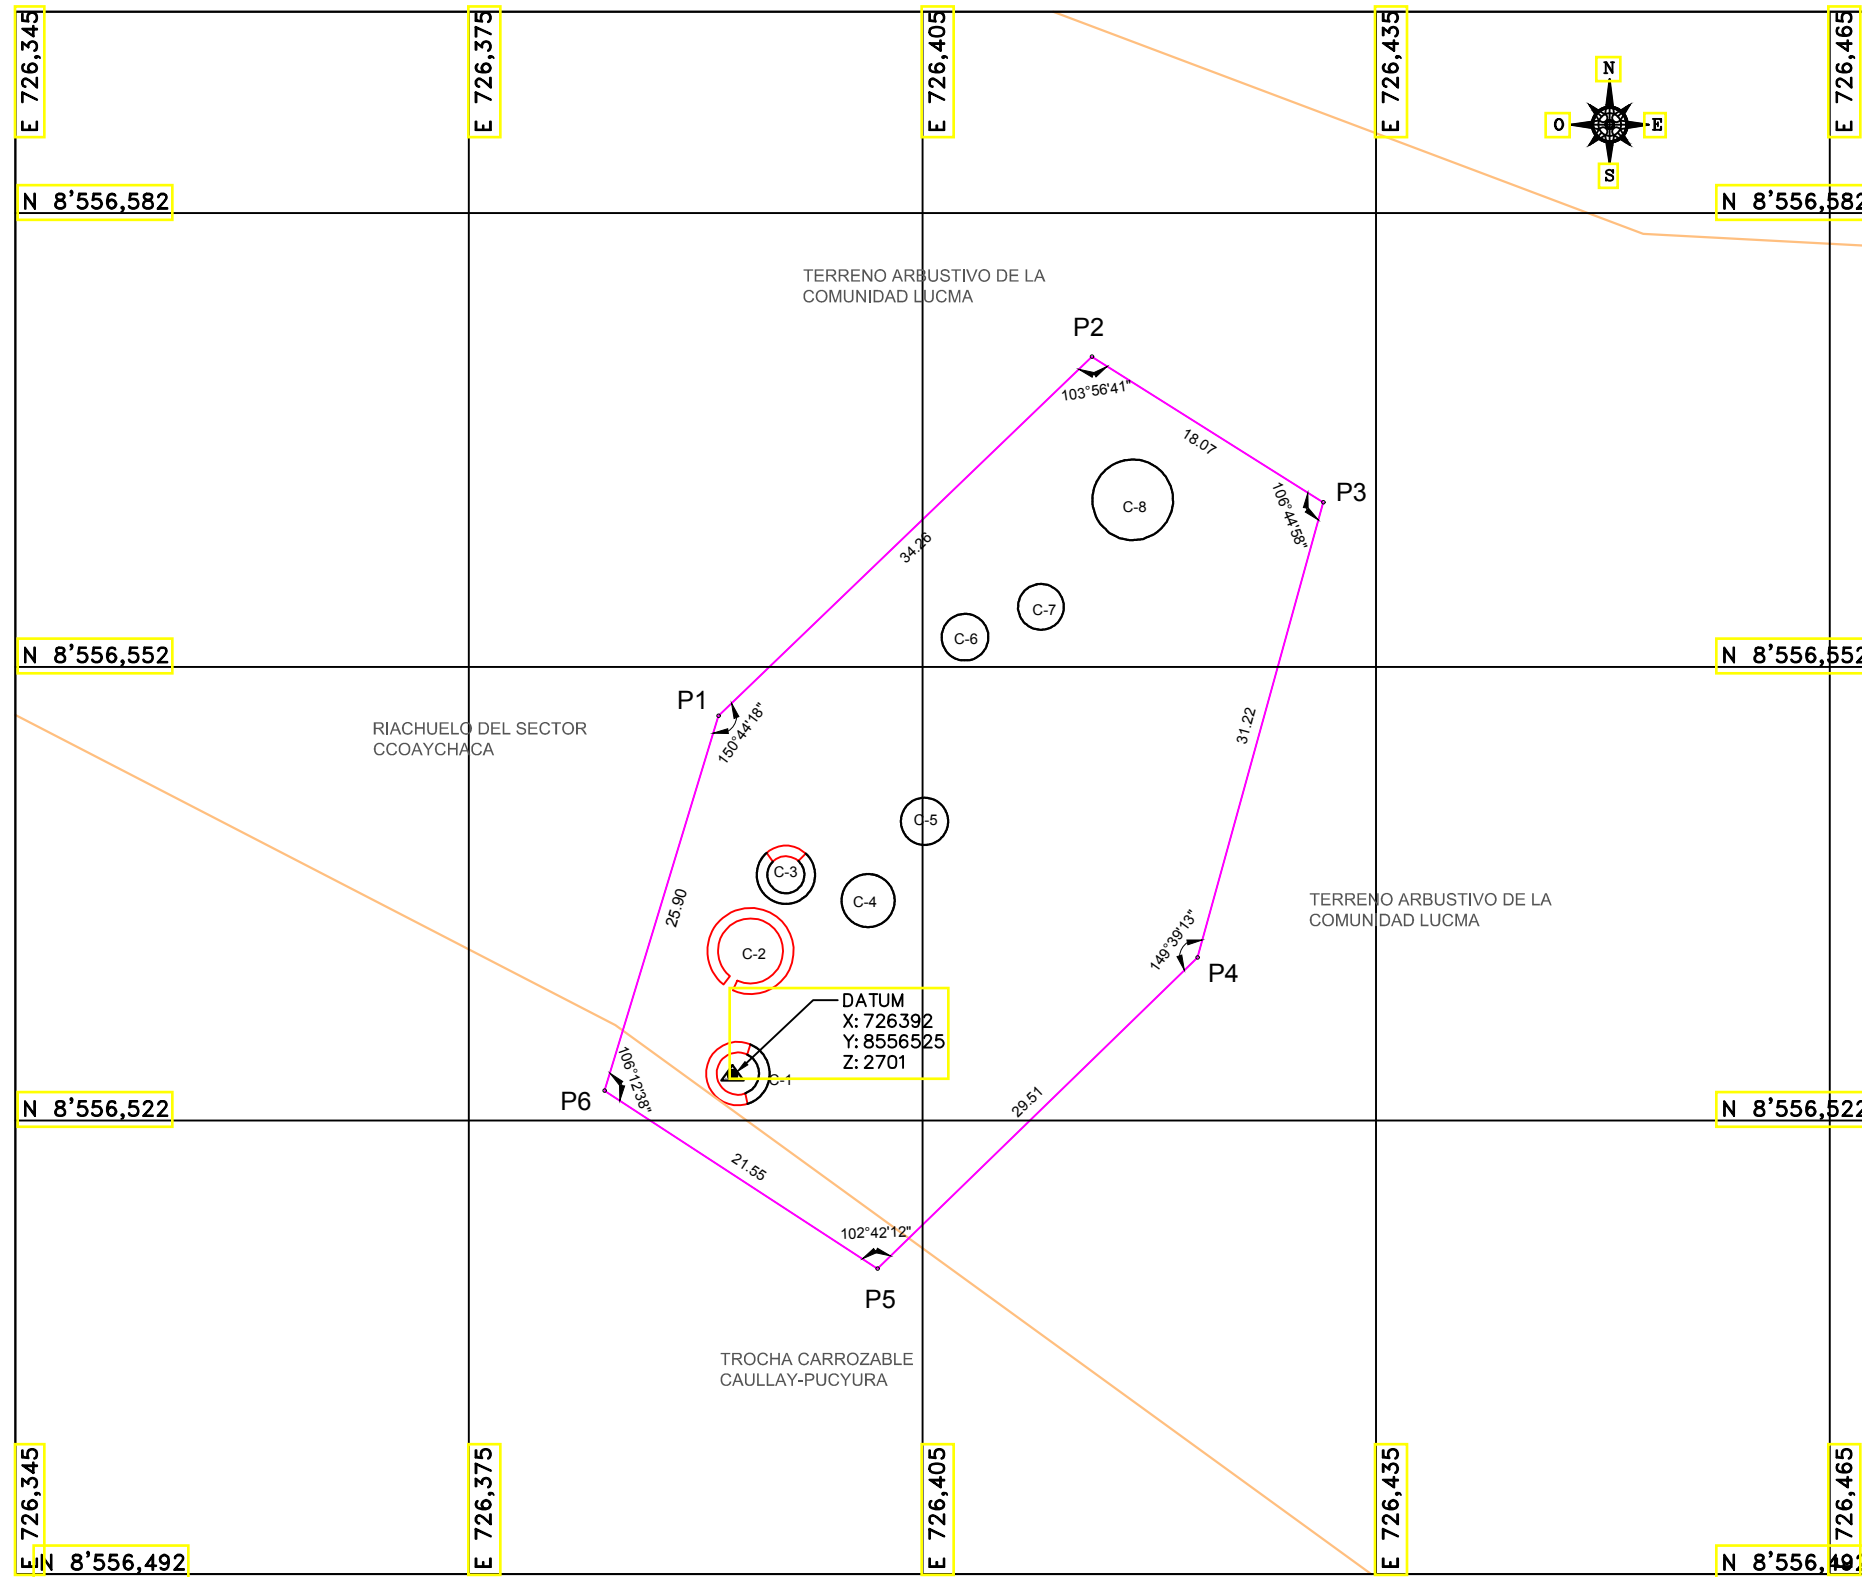 E 726,345
E 726,375
E 726,405
E 726,435
E 726,465
N
O
E
S
N 8'556,582
N 8'556,582
TERRENO ARBUSTIVO DE LA
COMUNIDAD LUCMA
P2
103°56'41"
18.07
C-8
P3
106°44'58"
34.26
C-7
C-6
N 8'556,552
N 8'556,552
P1
150°44'18"
RIACHUELO DEL SECTOR
CCOAYCHACA
31.22
C-5
C-3
C-4
25.90
TERRENO ARBUSTIVO DE LA
COMUNIDAD LUCMA
149°39'13"
C-2
P4
DATUM
X: 726392
Y: 8556525
Z: 2701
C-1
106°12'38"
P6
N 8'556,522
N 8'556,522
29.51
21.55
102°42'12"
P5
TROCHA CARROZABLE
CAULLAY-PUCYURA
E 726,345
E 726,375
E 726,405
E 726,435
E 726,465
N 8'556,492
N 8'556,492